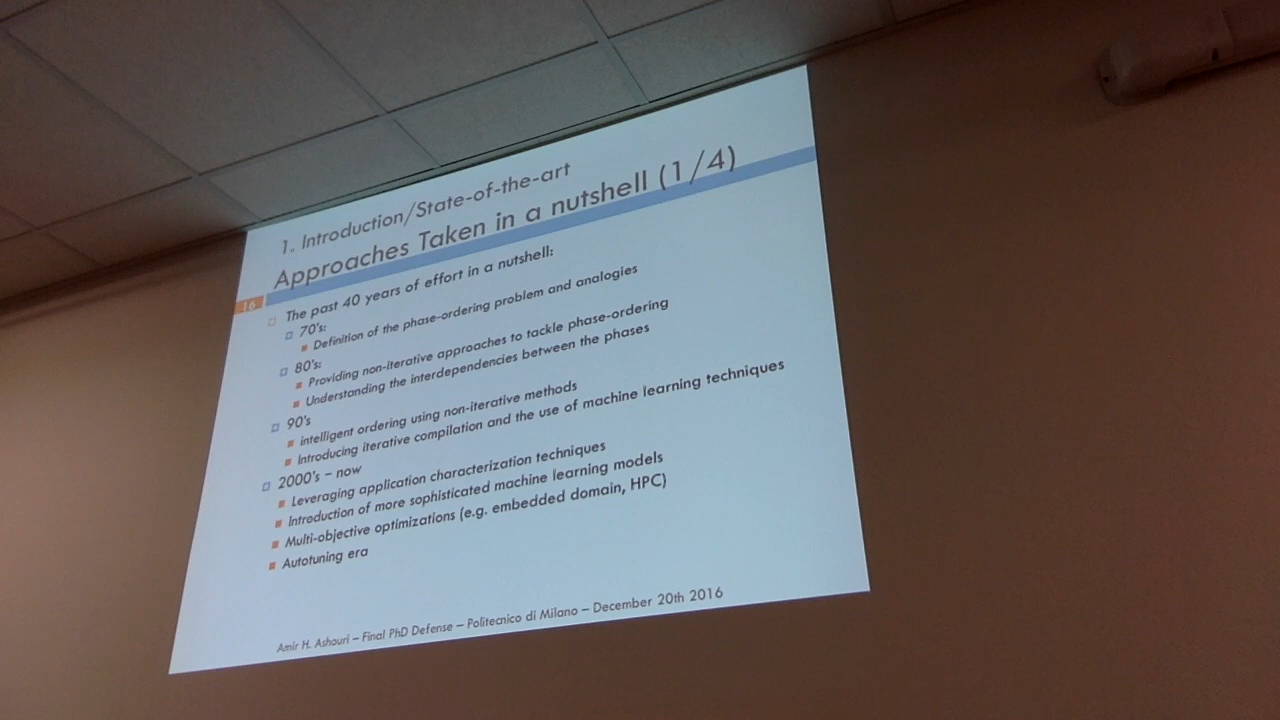 1. Introduction/State-of-the-art
Approaches Taken in a nutshell (1/4)
16
The past 40 years of effort in a nutshell:
70's:
Definition of the phase-ordering problem and analogies
80's:
Providing non-iterative approaches to tackle phase-ordering
Understanding the interdependencies between the phases
90's
intelligent ordering using non-iterative methods
Introducing iterative compilation and the use of machine learning techniques
2000's – now
Leveraging application characterization techniques
Introduction of more sophisticated machine learning models
Multi-objective optimizations (e.g. embedded domain, HPC)
Autotuning era
Amir H. Ashouri – Final PhD Defense – Politecnico di Milano – December 20th 2016